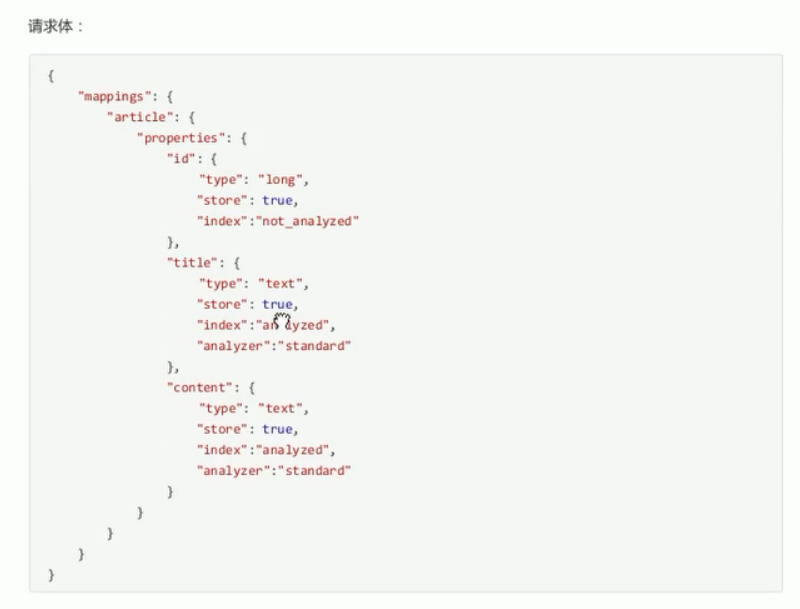 请求体：
{
"mappings": {
"article": {
"properties": {
"id": {
"type": "long",
"store": true,
"index":"not_analyzed"
},
"title": {
"type": "text",
"store": true,
"index":"analyzed",
"analyzer":"standard"
},
"content": {
"type": "text",
"store": true,
"index":"analyzed",
"analyzer":"standard"
}
}
}
}
}